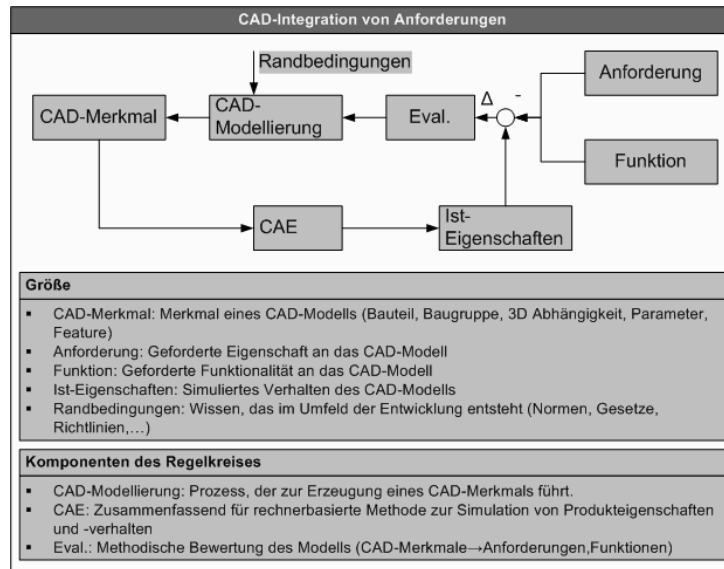 CAD-Integration von Anforderungen
Randbedingungen
Anforderung
CAD-Merkmal
CAD-
Modellierung
Eval.
Δ
-
Funktion
CAE
Ist-
Eigenschaften
Größe
▪ CAD-Merkmal: Merkmal eines CAD-Modells (Bauteil, Baugruppe, 3D Abhängigkeit, Parameter,
Feature)
▪ Anforderung: Geforderte Eigenschaft an das CAD-Modell
▪ Funktion: Geforderte Funktionalität an das CAD-Modell
▪ Ist-Eigenschaften: Simuliertes Verhalten des CAD-Modells
▪ Randbedingungen: Wissen, das im Umfeld der Entwicklung entsteht (Normen, Gesetze,
Richtlinien,…)
Komponenten des Regelkreises
▪ CAD-Modellierung: Prozess, der zur Erzeugung eines CAD-Merkmals führt.
▪ CAE: Zusammenfassend für rechnerbasierte Methode zur Simulation von Produkteigenschaften
und -verhalten
▪ Eval.: Methodische Bewertung des Modells (CAD-Merkmale→Anforderungen,Funktionen)